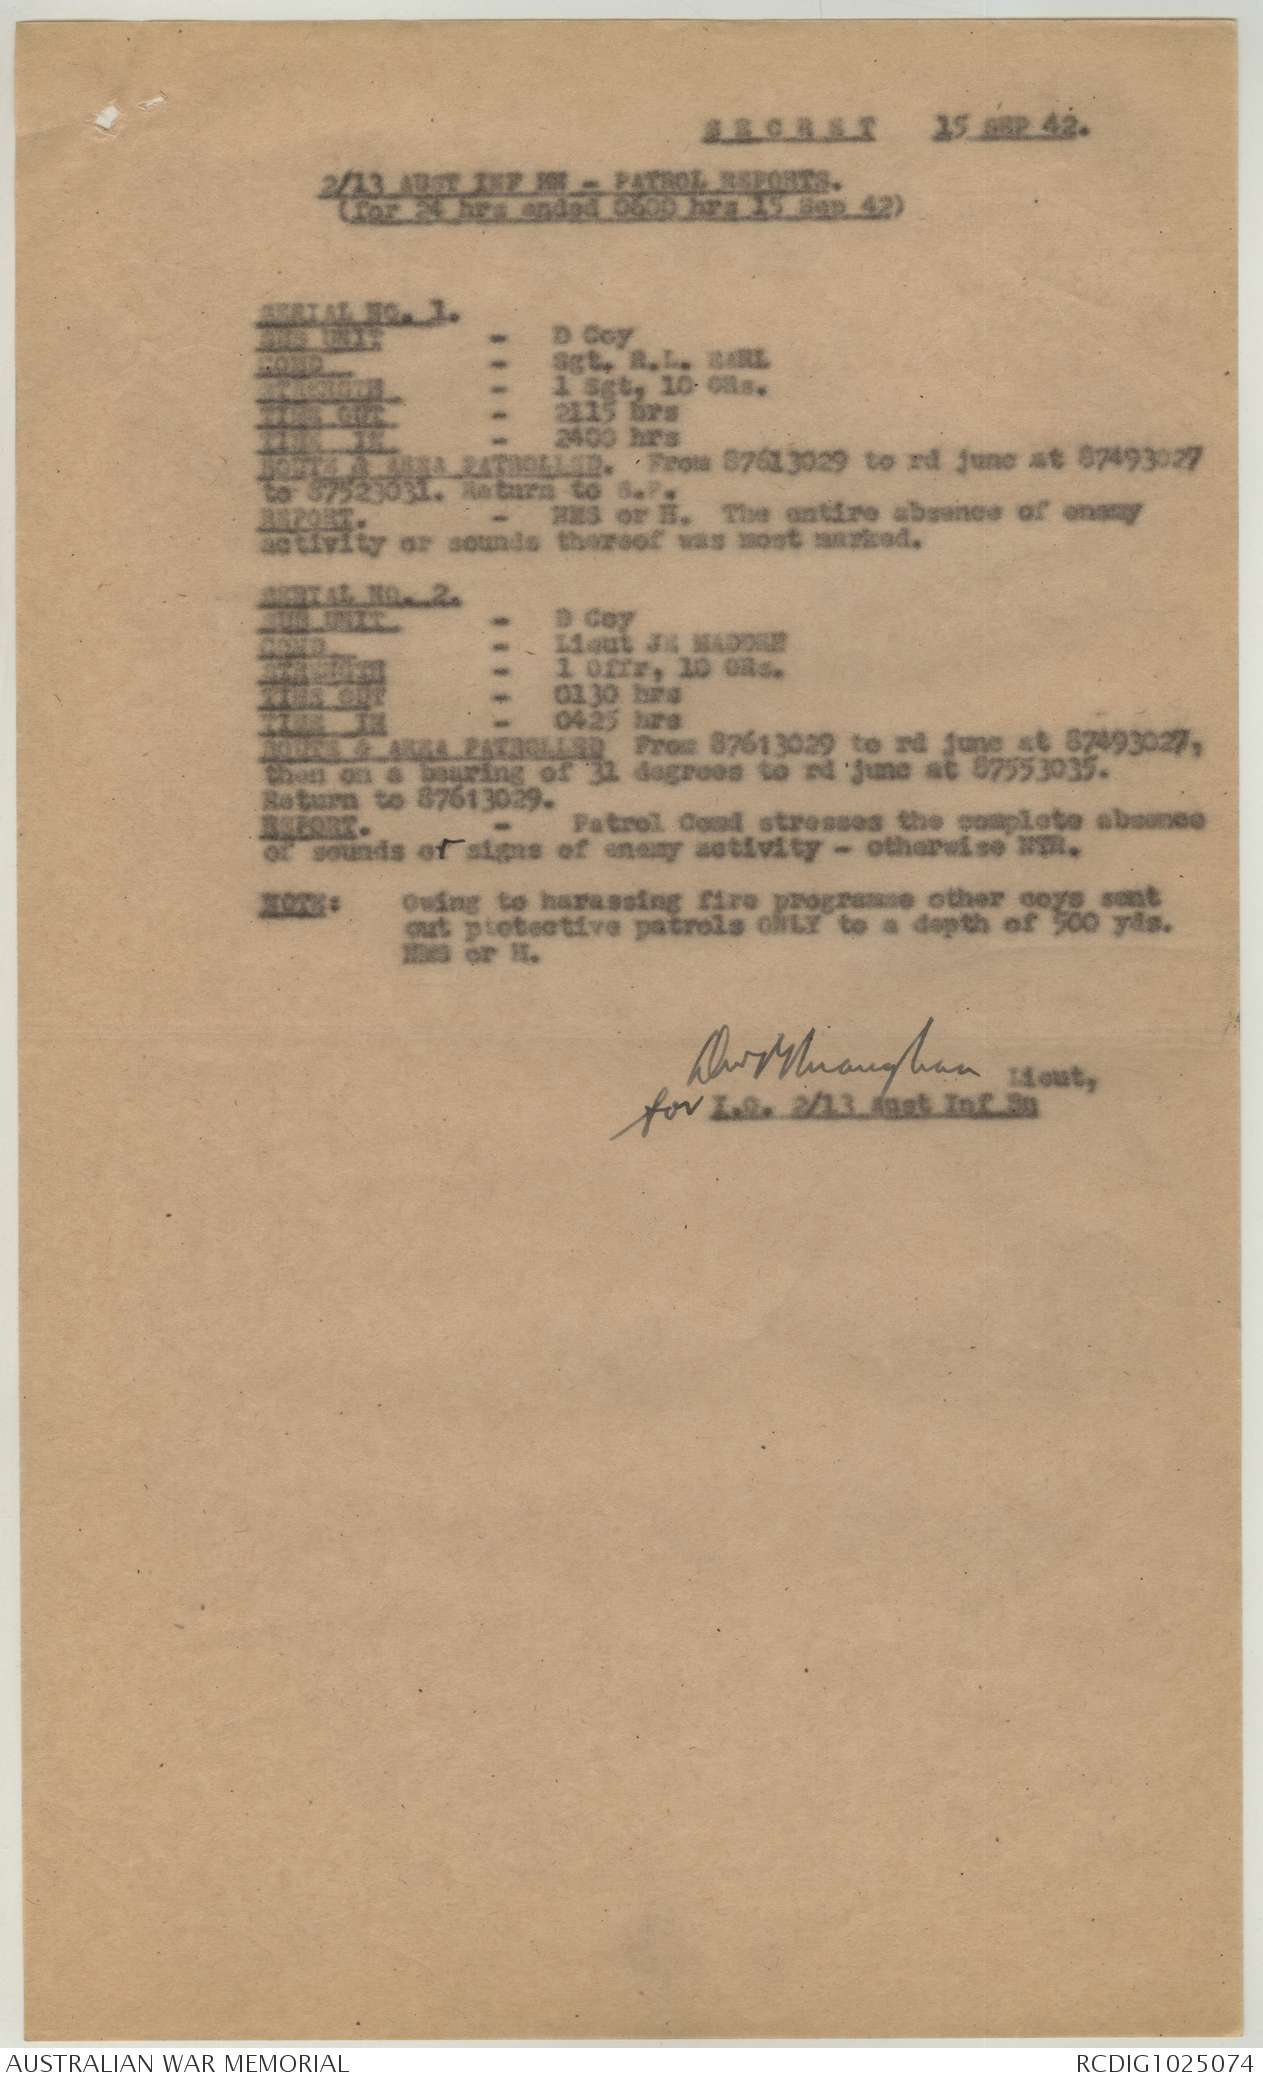 S E C R E T   15 SEP 42.
2/13 AUST INF BN - PATROL REPORTS.
(for 24 hrs ended 0600 hrs 15 Sep 42)
SERIAL NO. 1.
SUB UNIT - D Coy
COMD - Sgt. R.L. EARL
STRENGTH - 1 Sgt, 10 ORs.
TIME OUT - 2115 hrs
TIME IN - 2400 hrs
ROUTE & AREA PATROLLED. From 87613029 to rd junc at 87493027
to 87523031. Return to S.P.
REPORT. - NMS or H. The entire absence of enemy
activity or sounds thereof was most marked.
SERIAL NO. 2.
SUB UNIT - D Coy
COMD - Lieut JE
STRENGTH - 1 Offr, 10 ORs.
TIME OUT - 0130 hrs
TIME IN - 0425 hrs
ROUTE & AREA PATROLLED From 87613029 to rd junc at 87493027,
then on a bearing of 31 degrees to rd junc at 87553035.
Return to 87613029.
REPORT. - Patrol Comd stresses the complete absence
of sounds or signs of enemy activity - otherwise NTR.
NOTE: Owing to harassing fire programme other coys sent
out protective patrols ONLY to a depth of 500 yds.
NMS or H.
Lieut,
for I.O. 2/13 Aust Inf Bn
AUSTRALIAN WAR MEMORIAL
RCDIG1025074